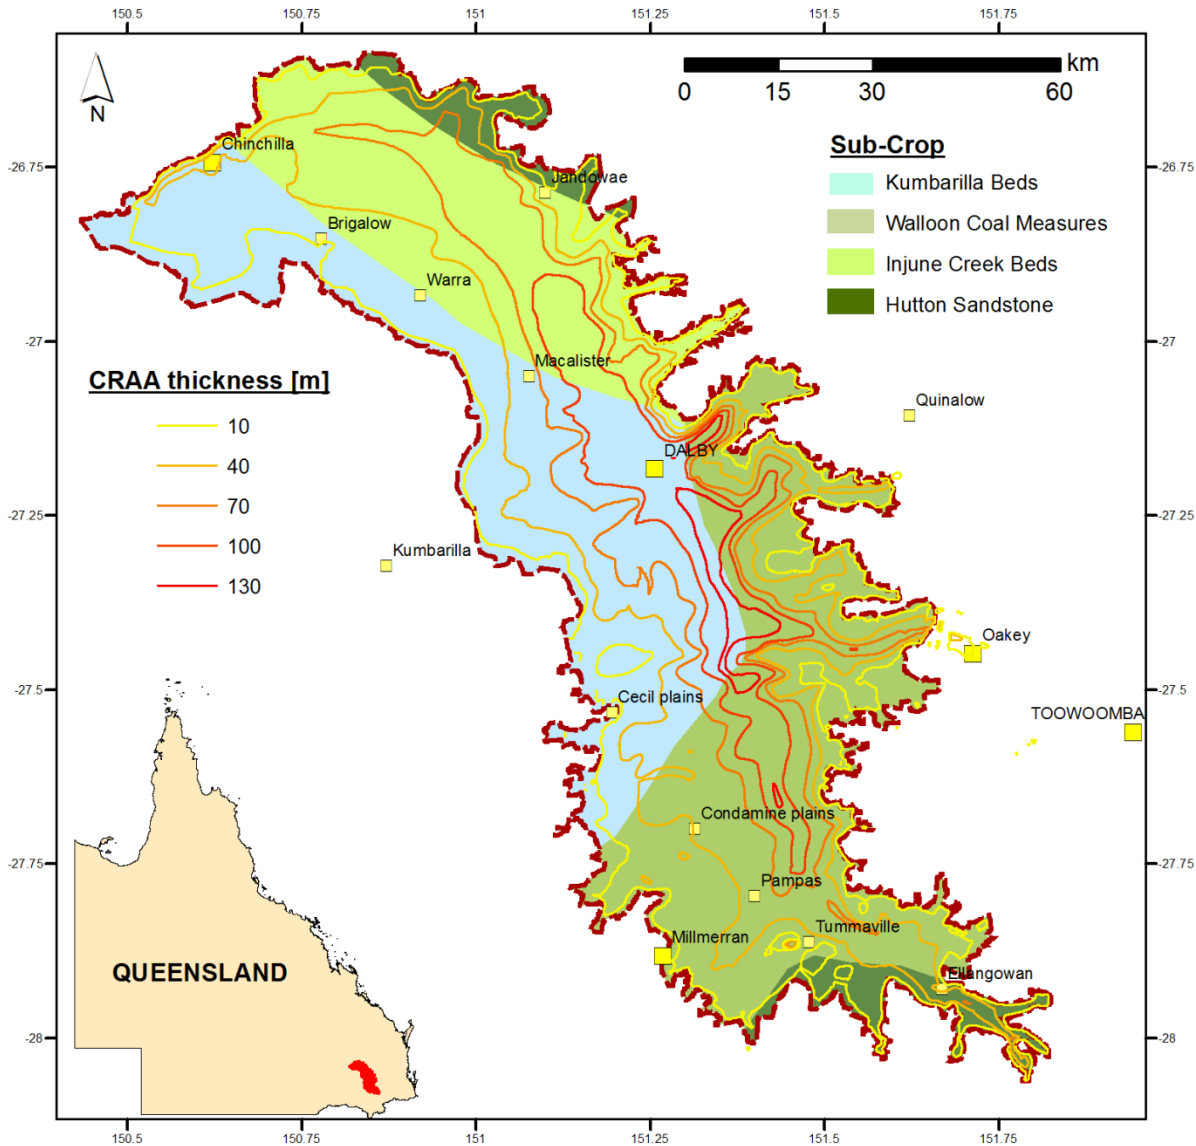 150.5 150.75 151 151.25 151.5 151.75
km
0 15 30 60
N
Sub-Crop
Kumbarilla Beds
Walloon Coal Measures
Injune Creek Beds
Hutton Sandstone
-26.75 -26.75
Chinchilla
Jandowae
Brigalow
Warra
-27 -27
Macalister
CRAA thickness [m]
10
40
70
100
130
Quinalow
DALBY
-27.25 -27.25
Kumbarilla
Oakey
-27.5 -27.5
Cecil plains
TOOWOOMBA
Condamine plains
-27.75 -27.75
Pampas
Tummaville
Millmerran
Ellangowan
QUEENSLAND
-28 -28
150.5 150.75 151 151.25 151.5 151.75